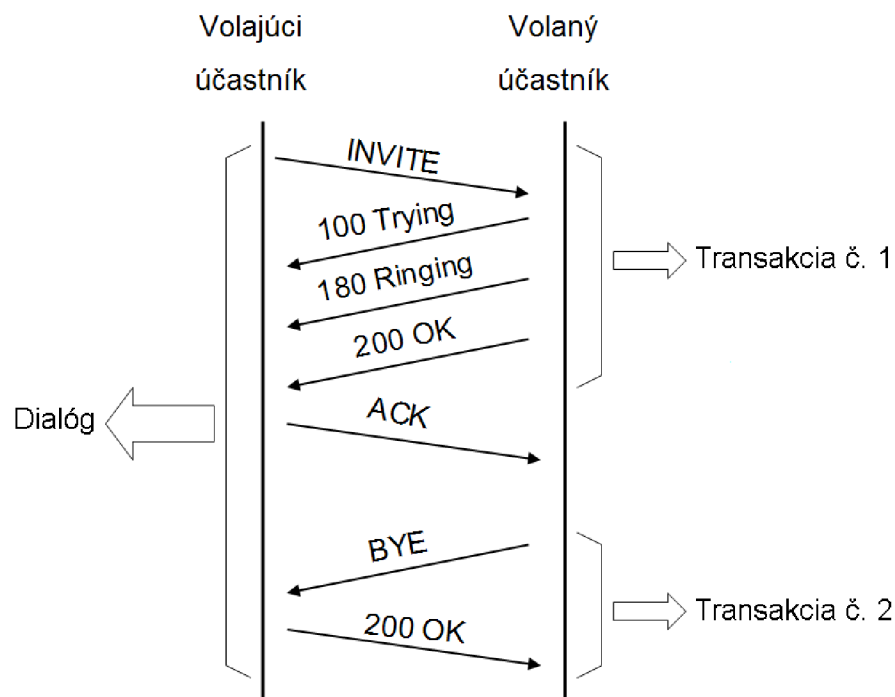 Volajúci
účastník
Volaný
účastník
INVITE
100 Trying
Transakcia č. 1
180 Ringing
200 OK
Dialóg
ACK
BYE
Transakcia č. 2
200 OK